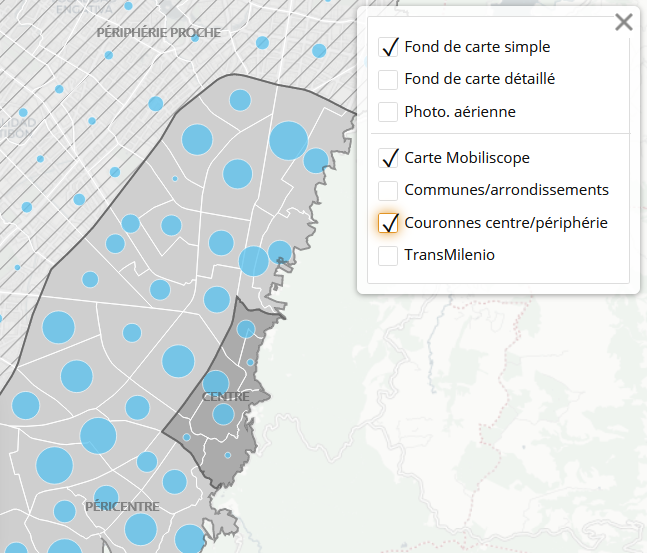 ENGATIVÁ
PÉRIPHÉRIE PROCHE
Fond de carte simple
Fond de carte détaillé
Photo. aérienne
Carte Mobiliscope
Communes/arrondissements
Couronnes centre/périphérie
TransMilenio
CENTRE
PÉRICENTRE